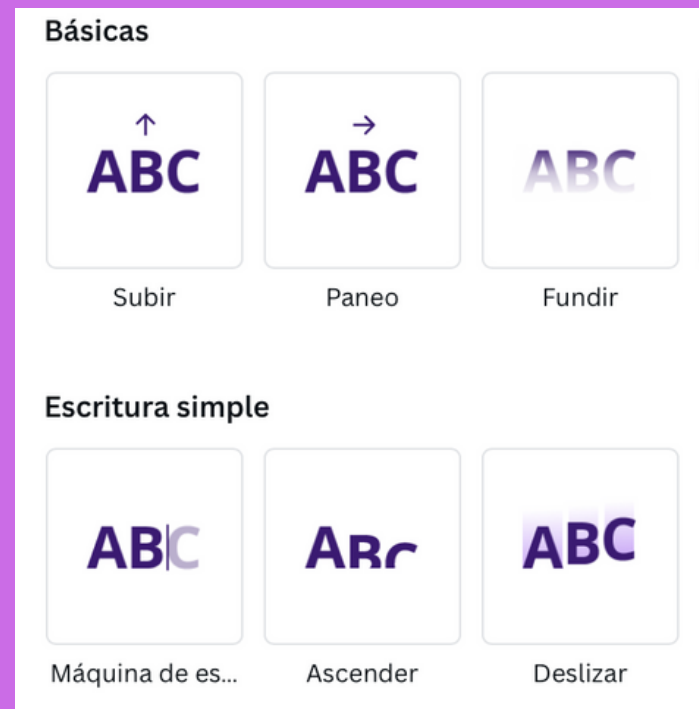 Básicas
ABC ABC ABC
Subir Paneo Fundir
Escritura simple
ABC ABC ABC
Máquina de es... Ascender Deslizar